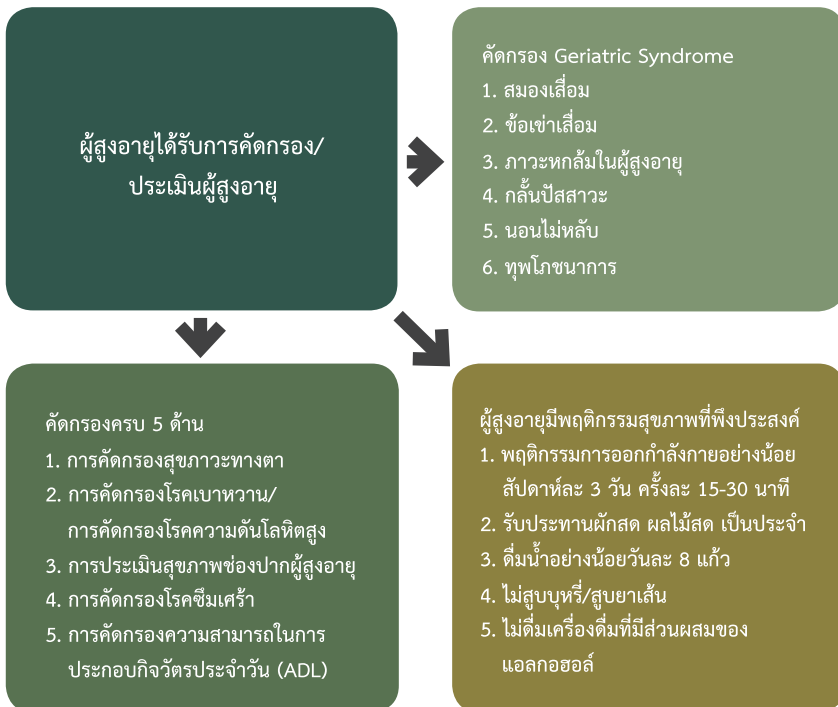 ผู้สูงอายุได้รับการคัดกรอง/
ประเมินผู้สูงอายุ
คัดกรอง Geriatric Syndrome
1. สมองเสื่อม
2. ข้อเข่าเสื่อม
3. ภาวะหกล้มในผู้สูงอายุ
4. กลั้นปัสสาวะ
5. นอนไม่หลับ
6. ทุพโภชนาการ
คัดกรองครบ 5 ด้าน
1. การคัดกรองสุขภาวะทางตา
2. การคัดกรองโรคเบาหวาน/
การคัดกรองโรคความดันโลหิตสูง
3. การประเมินสุขภาพช่องปากผู้สูงอายุ
4. การคัดกรองโรคซึมเศร้า
5. การคัดกรองความสามารถในการ
ประกอบกิจวัตรประจำวัน (ADL)
ผู้สูงอายุมีพฤติกรรมสุขภาพที่พึงประสงค์
1. พฤติกรรมการออกกำลังกายอย่างน้อย
สัปดาห์ละ 3 วัน ครั้งละ 15-30 นาที
2. รับประทานผักสด ผลไม้สด เป็นประจำ
3. ดื่มน้ำอย่างน้อยวันละ 8 แก้ว
4. ไม่สูบบุหรี่/สูบยาเส้น
5. ไม่ดื่มเครื่องดื่มที่มีส่วนผสมของ
แอลกอฮอล์